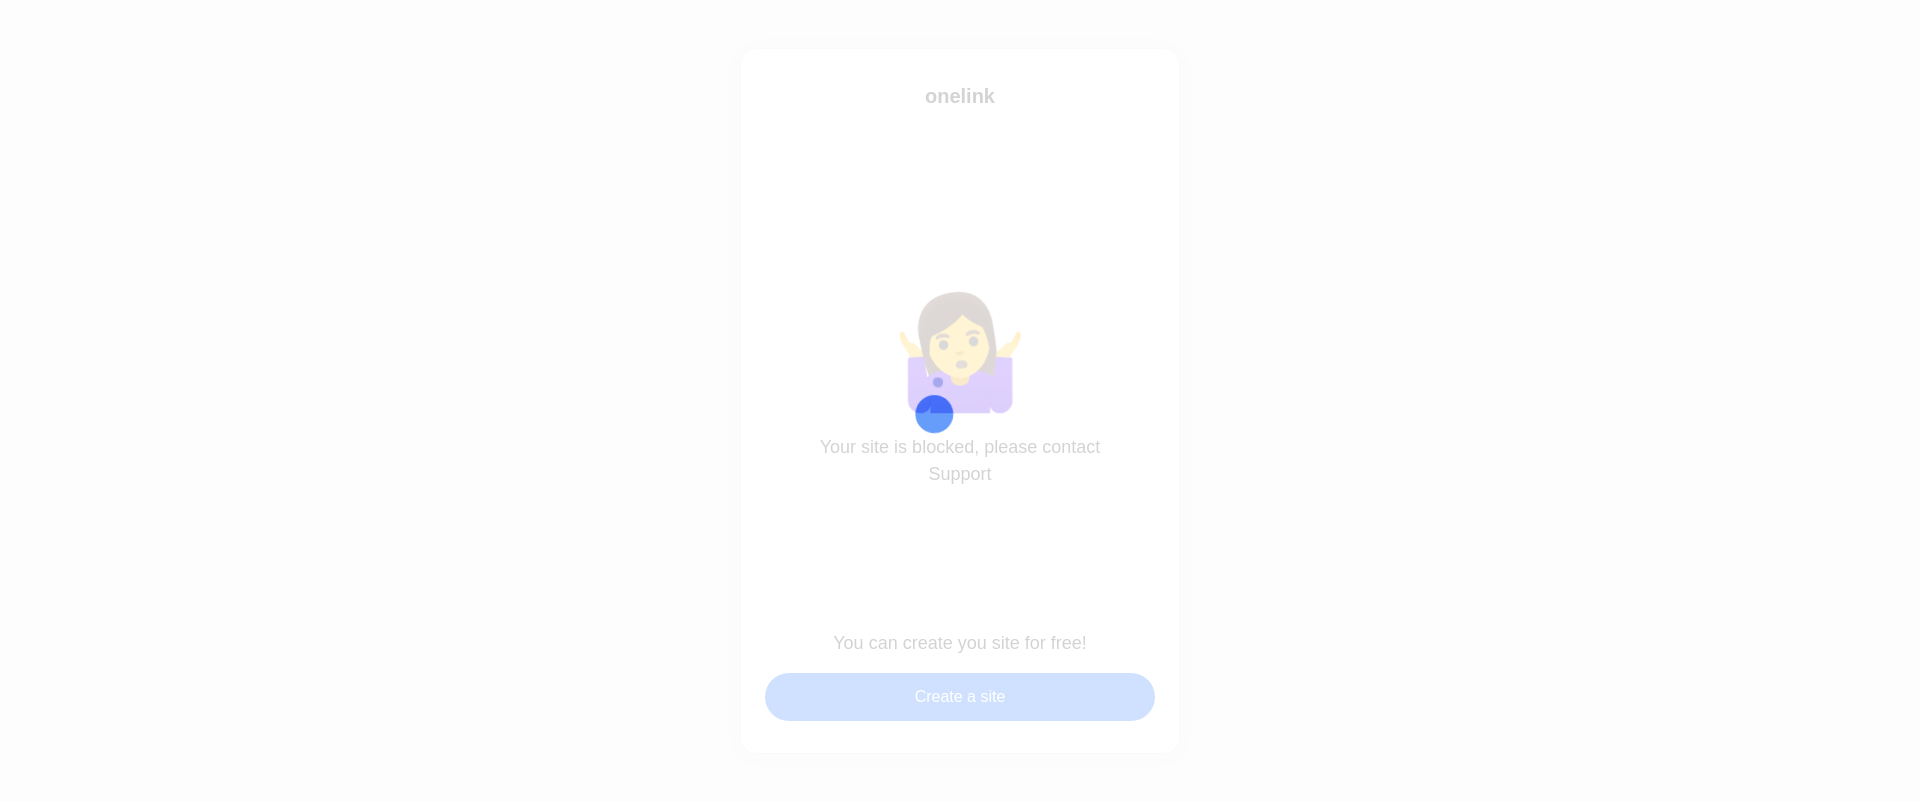 onelink
Your site is blocked, please contact
Support
You can create you site for free!
Create a site